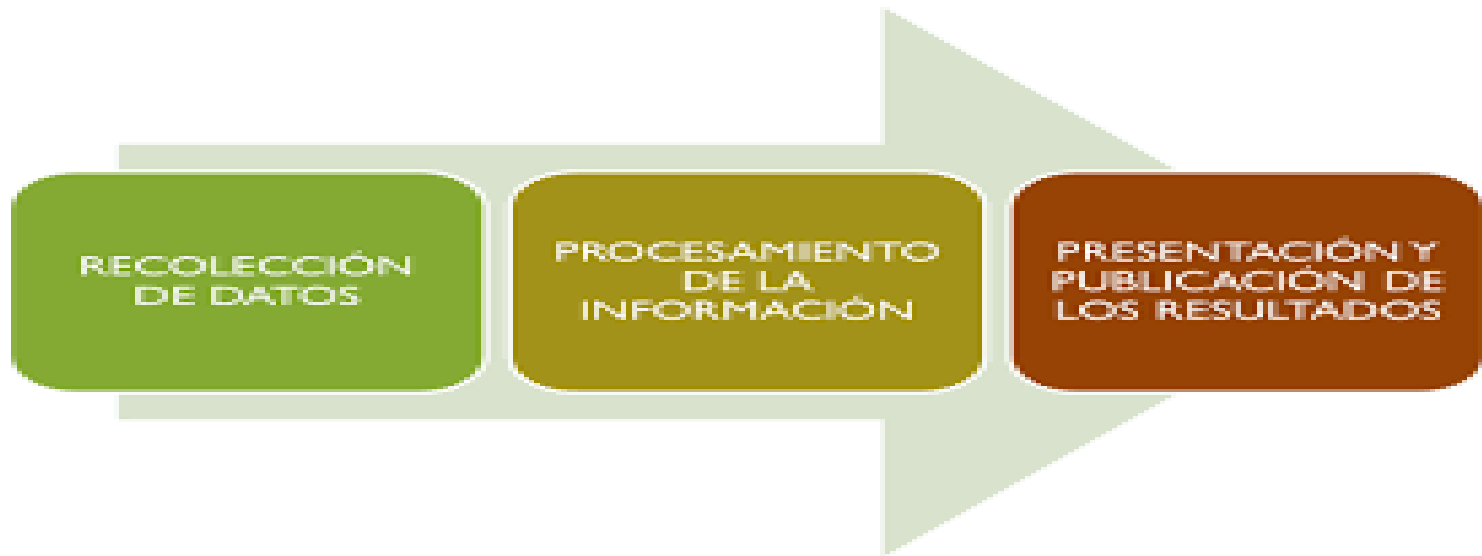 RECOLECCIÓN
DE DATOS
PROCESAMIENTO
DE LA
INFORMACIÓN
PRESENTACIÓN Y
PUBLICACIÓN DE
LOS RESULTADOS